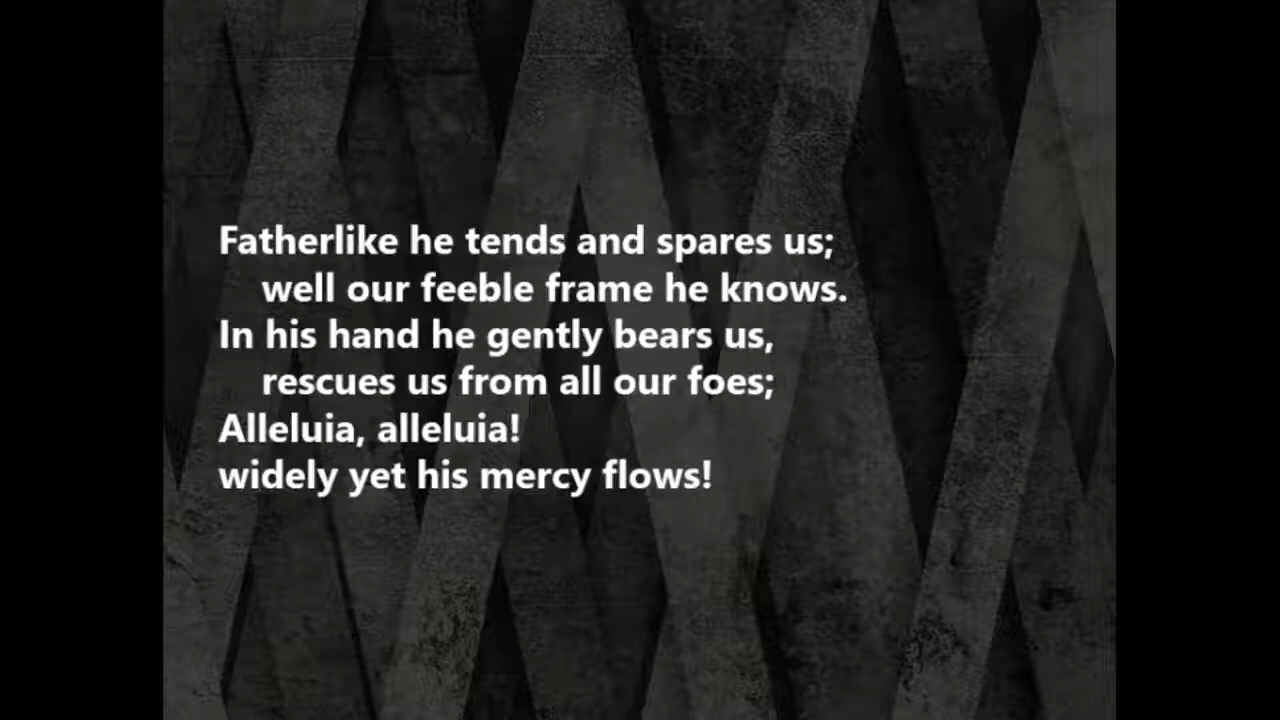 Fatherlike he tends and spares us;
well our feeble frame he knows.
In his hand he gently bears us,
rescues us from all our foes;
Alleluia, alleluia!
widely yet his mercy flows!